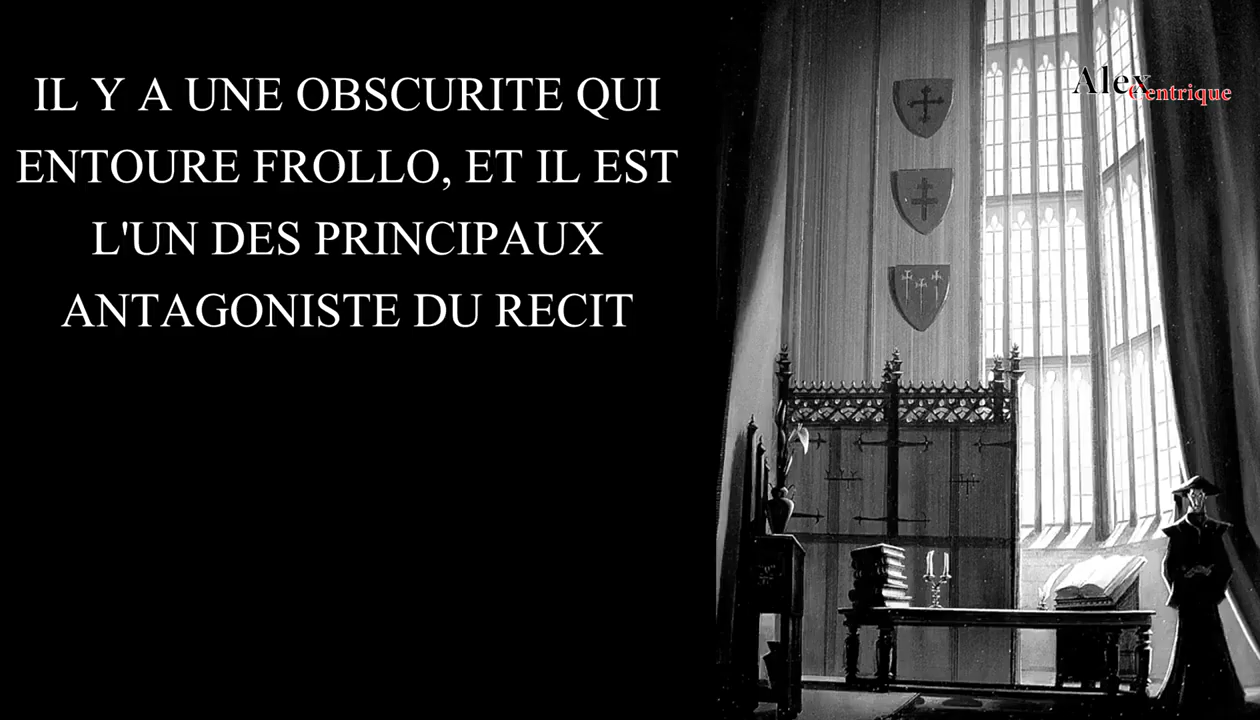 IL Y A UNE OBSCURITE QUI
ENTOURE FROLLO, ET IL EST
L'UN DES PRINCIPAUX
ANTAGONISTE DU RECIT
Alex
Centrique